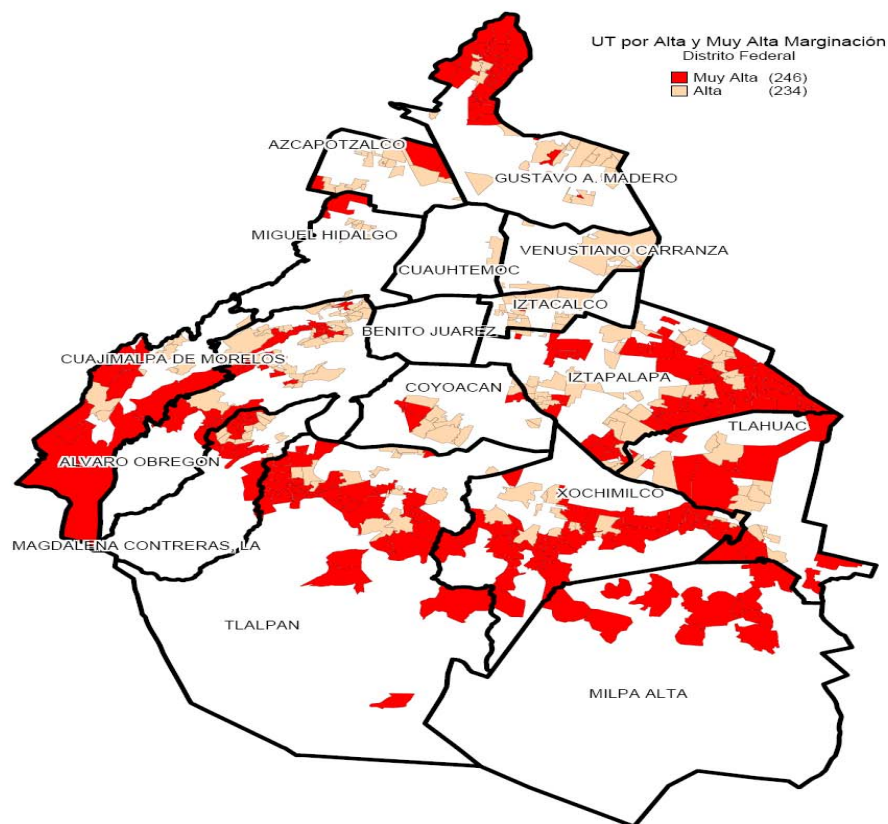 UT por Alta y Muy Alta Marginación
Distrito Federal
Muy Alta (246)
Alta (234)
AZCAPOTZALCO
GUSTAVO A. MADERO
MIGUEL HIDALGO
VENUSTIANO CARRANZA
CUAUHTEMOC
IZTACALCO
BENITO JUAREZ
CUAJIMALPA DE MORELOS
IZTAPALAPA
COYOACAN
TLAHUAC
ALVARO OBREGON
XOCHIMILCO
MAGDALENA CONTRERAS, LA
TLALPAN
MILPA ALTA